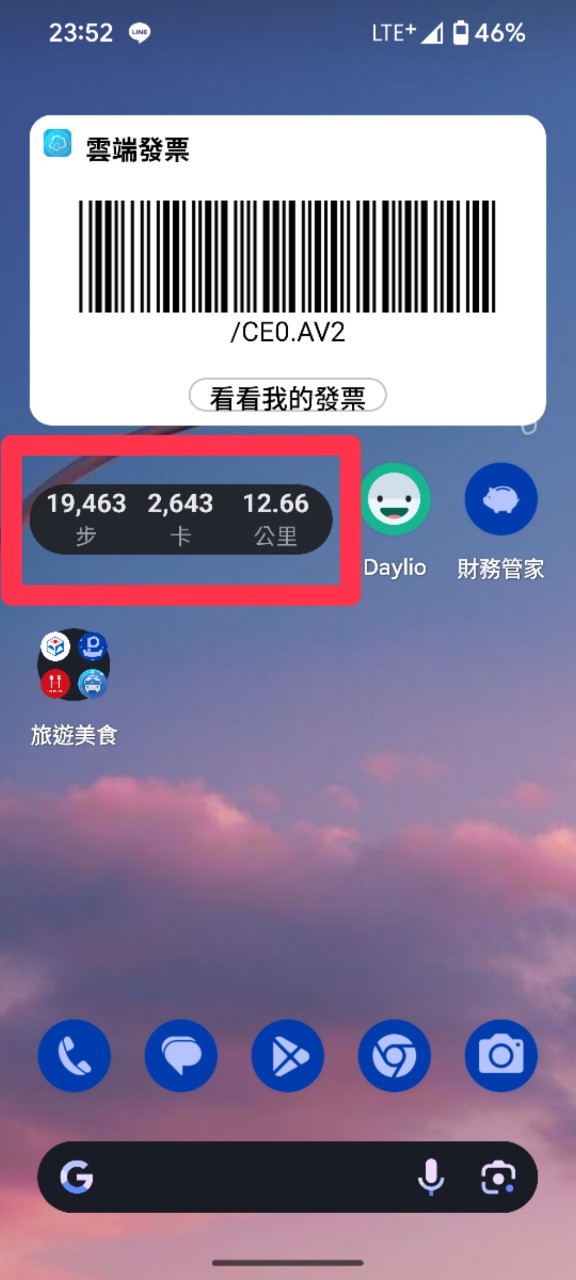 23:52 LINE LTE+ 46%
雲端發票
/CE0.AV2
看看我的發票
19,463 2,643 12.66
步 卡 公里
Daylio 財務管家
旅遊美食